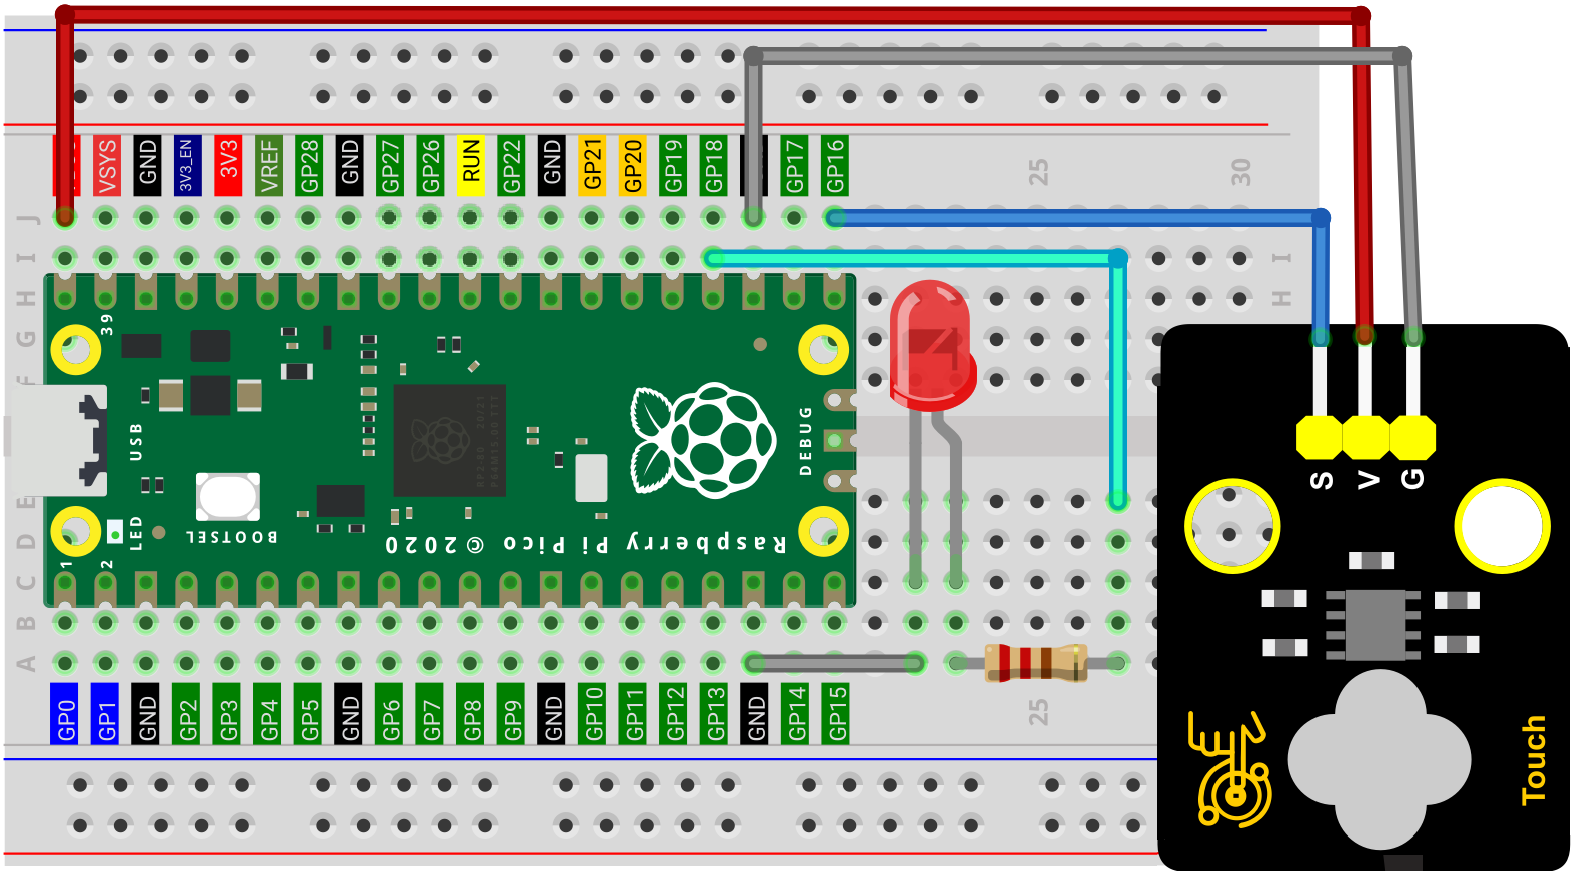 VSYS
GND
3V3_EN
3V3
VREF
GP28
GND
GP27
GP26
RUN
GP22
GND
GP21
GP20
GP19
GP18
GP17
GP16
25
30
J
I
I
H
H
G
F
39
USB
DEBUG
E
D
C
B
A
LED
BOOTSEL
Raspberry Pi Pico © 2020
1
2
S
V
G
GP0
GP1
GND
GP2
GP3
GP4
GP5
GND
GP6
GP7
GP8
GP9
GND
GP10
GP11
GP12
GP13
GND
GP14
GP15
25
Touch